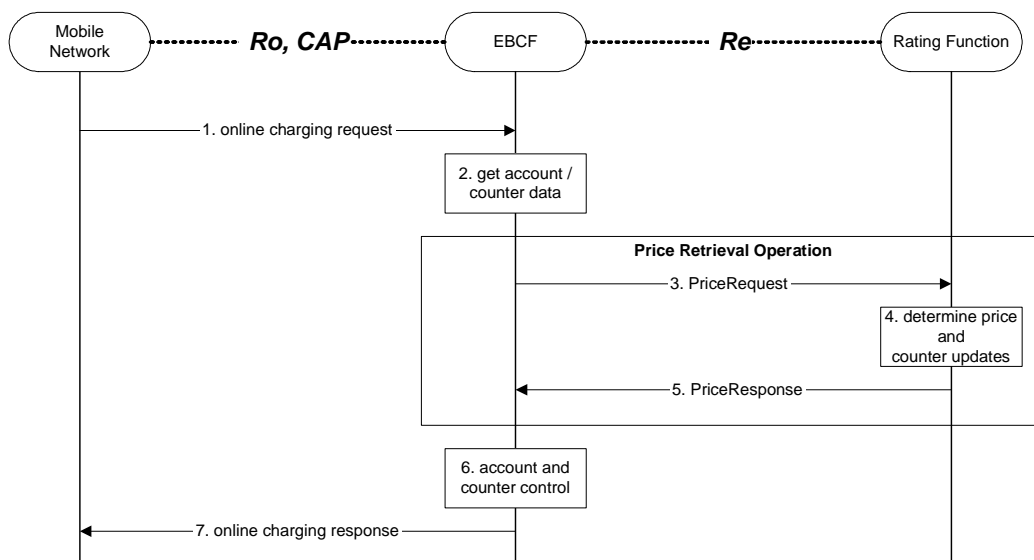 Mobile
Network
Ro, CAP
EBCF
Re
Rating Function
1. online charging request
2. get account /
counter data
Price Retrieval Operation
3. PriceRequest
4. determine price
and
counter updates
5. PriceResponse
6. account and
counter control
7. online charging response